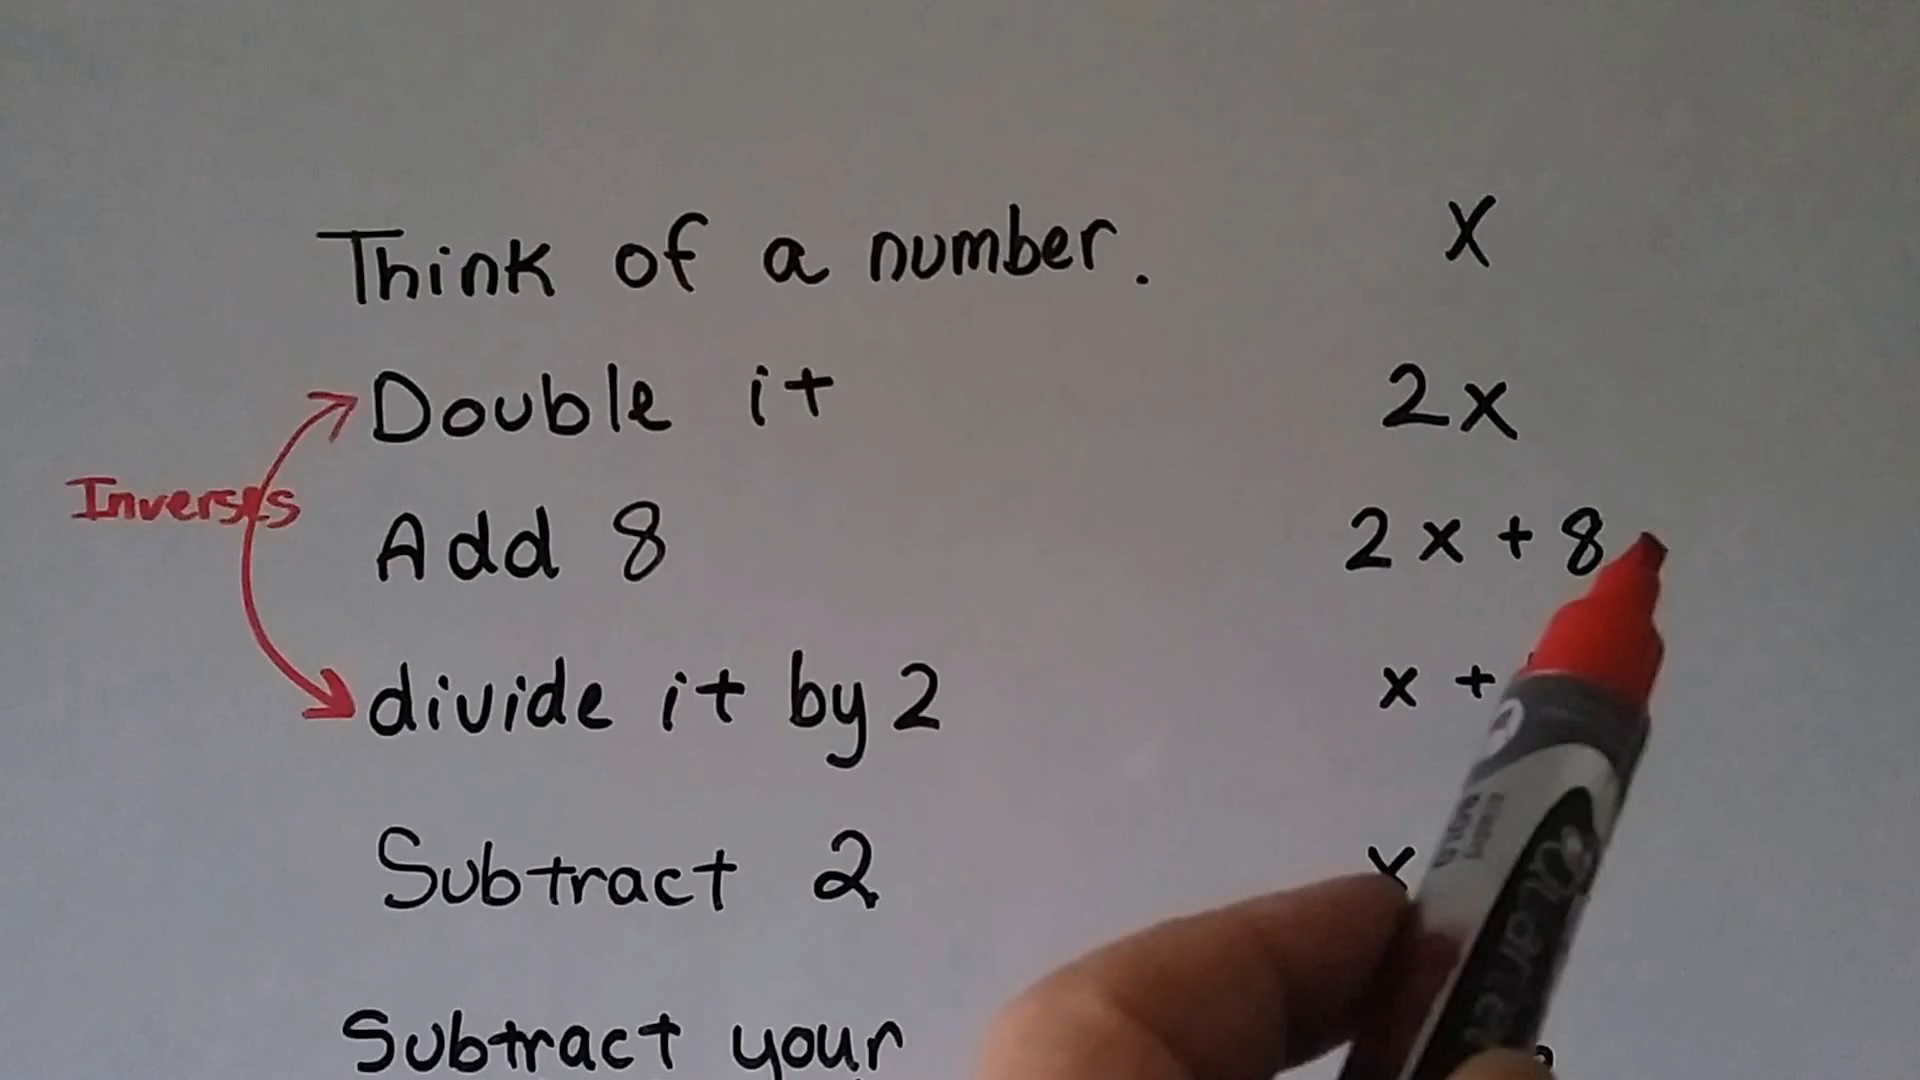 Think of a number. x
Double it 2x
Inverses
Add 8 2x + 8
divide it by 2 x +
Subtract 2 x
Subtract your